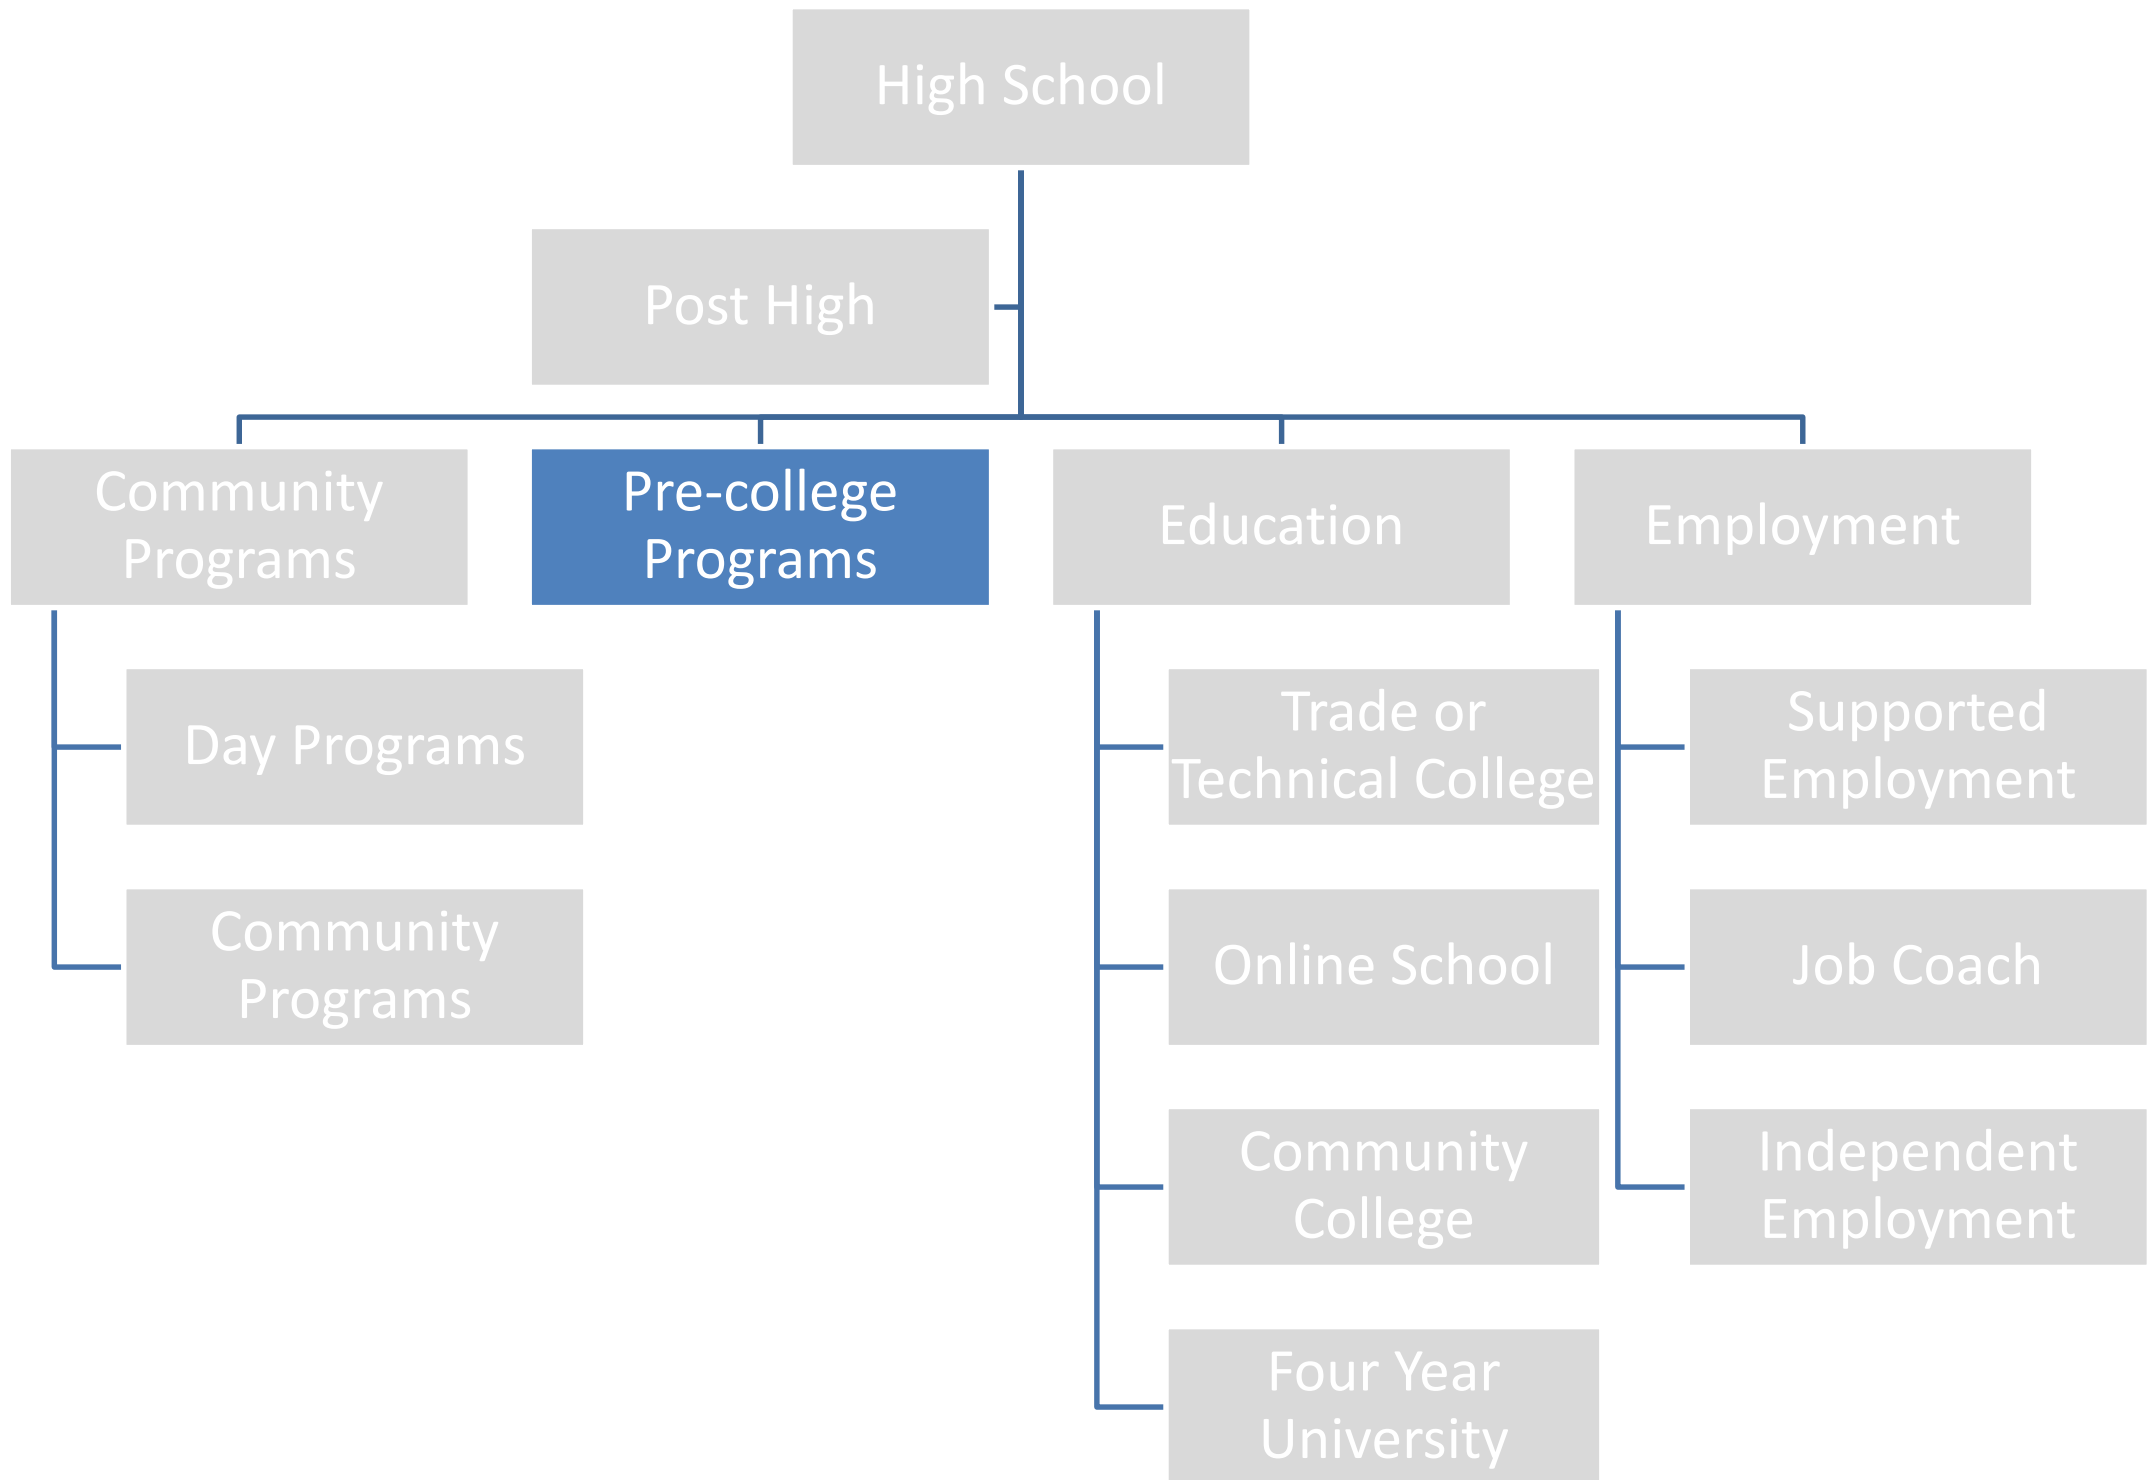 High School
Post High
Community
Programs
Pre-college
Programs
Education
Employment
Day Programs
Community
Programs
Trade or
Technical College
Online School
Community
College
Four Year
University
Supported
Employment
Job Coach
Independent
Employment